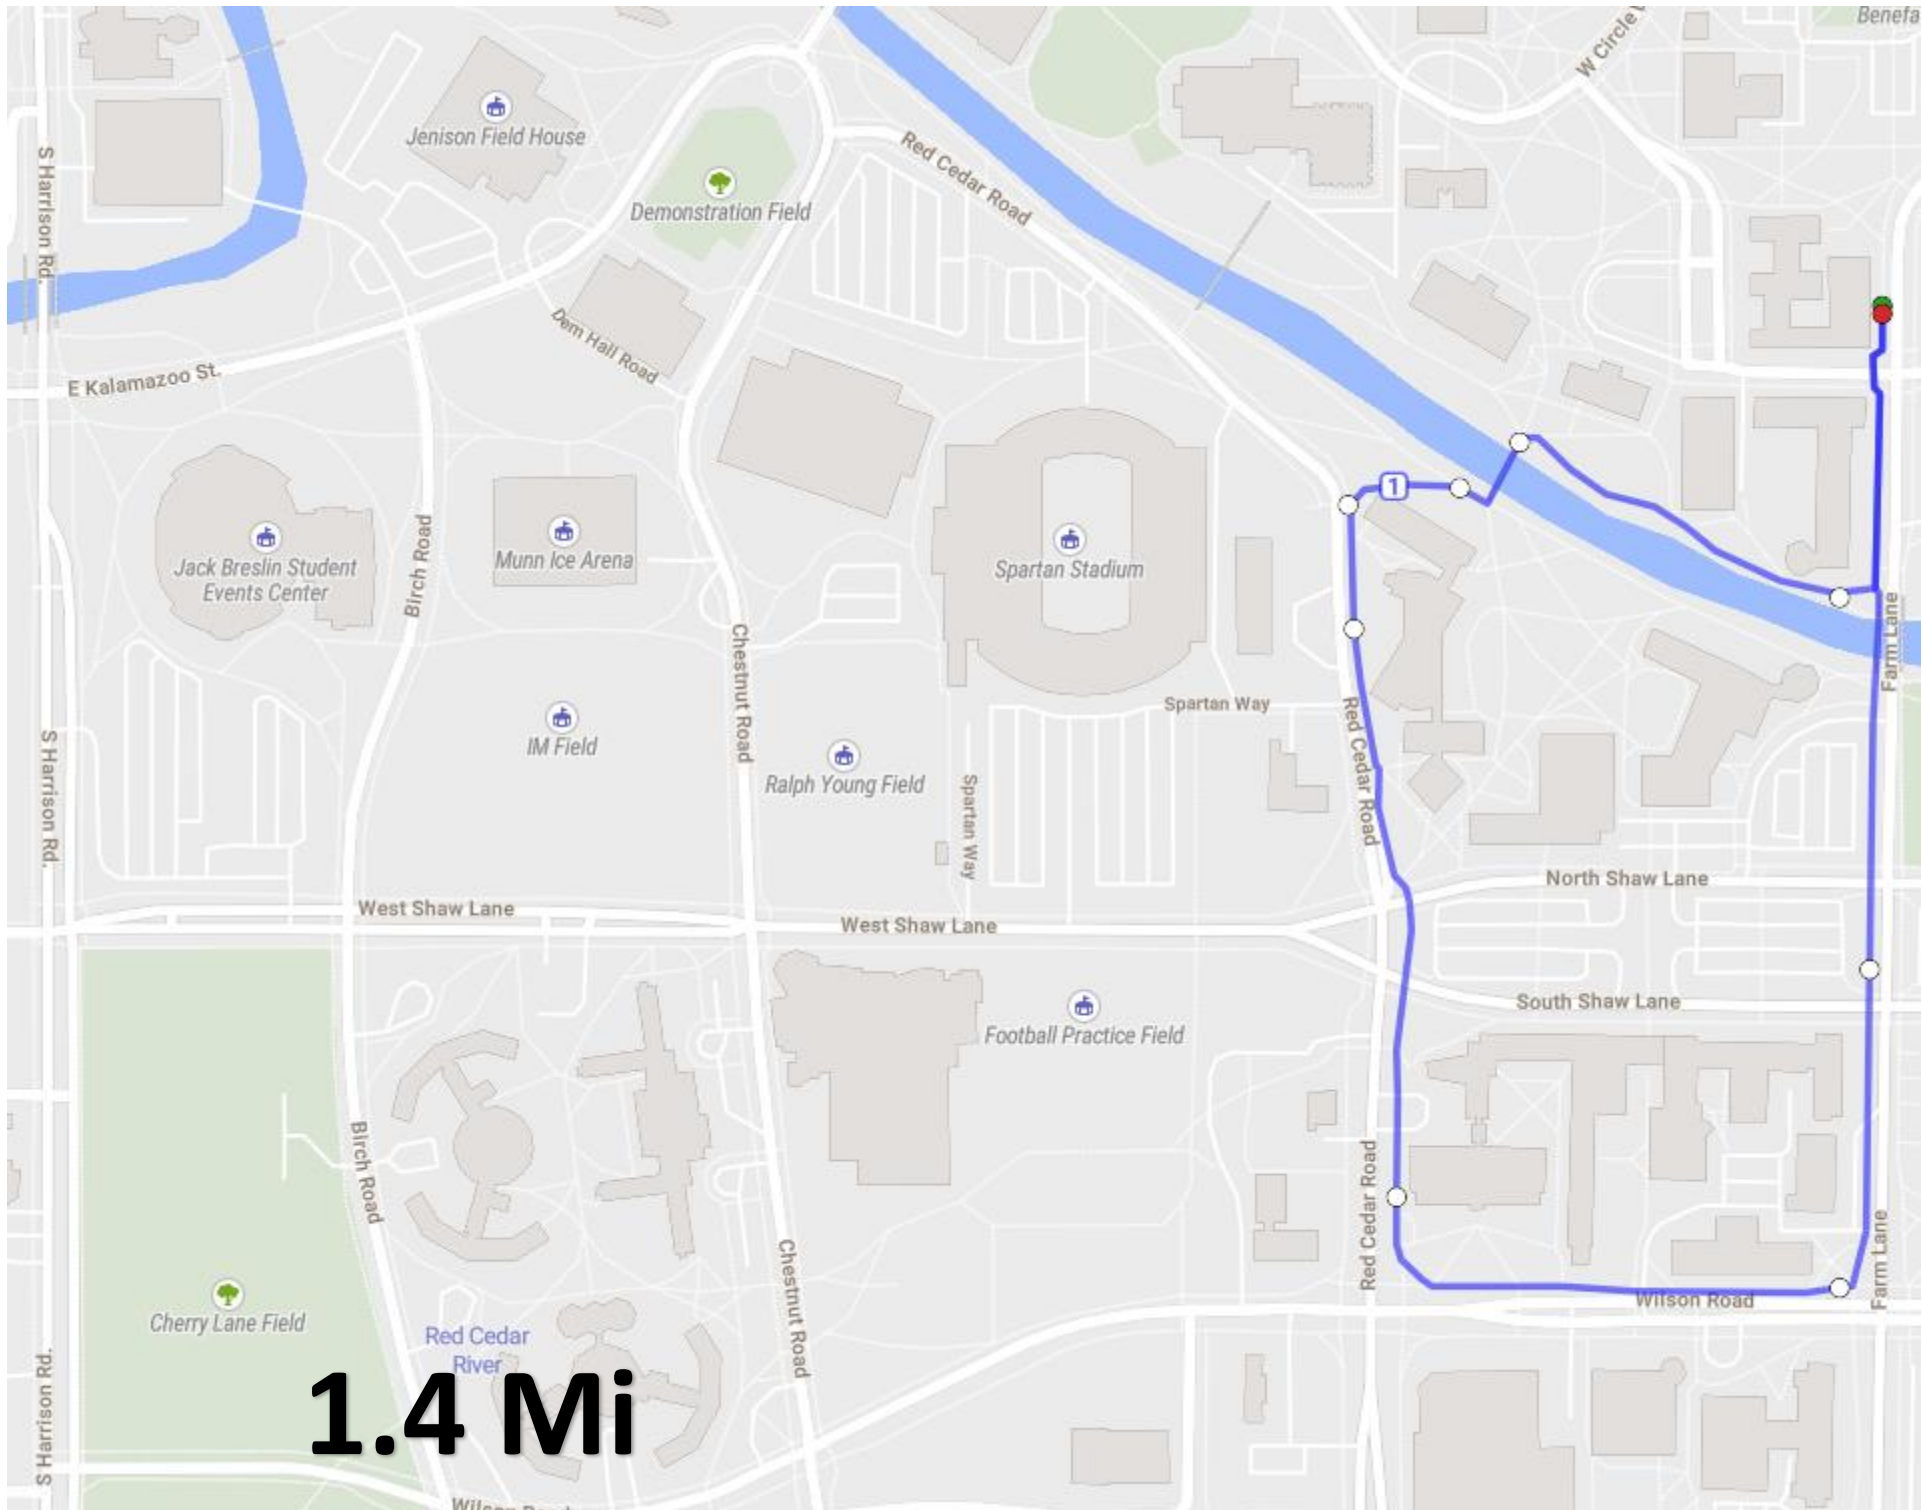 Benefa
W Circle
Jenison Field House
S Harrison Rd.
Red Cedar Road
Demonstration Field
Dem Hall Road
E Kalamazoo St.
1
Jack Breslin Student
Events Center
Birch Road
Munn Ice Arena
Spartan Stadium
Farm Lane
Chestnut Road
Spartan Way
Red Cedar Road
S Harrison Rd.
IM Field
Ralph Young Field
Spartan Way
North Shaw Lane
West Shaw Lane
West Shaw Lane
South Shaw Lane
Football Practice Field
Birch Road
Red Cedar Road
Farm Lane
Chestnut Road
Wilson Road
Cherry Lane Field
Red Cedar
River
S Harrison Rd.
1.4 Mi
Wilson Road